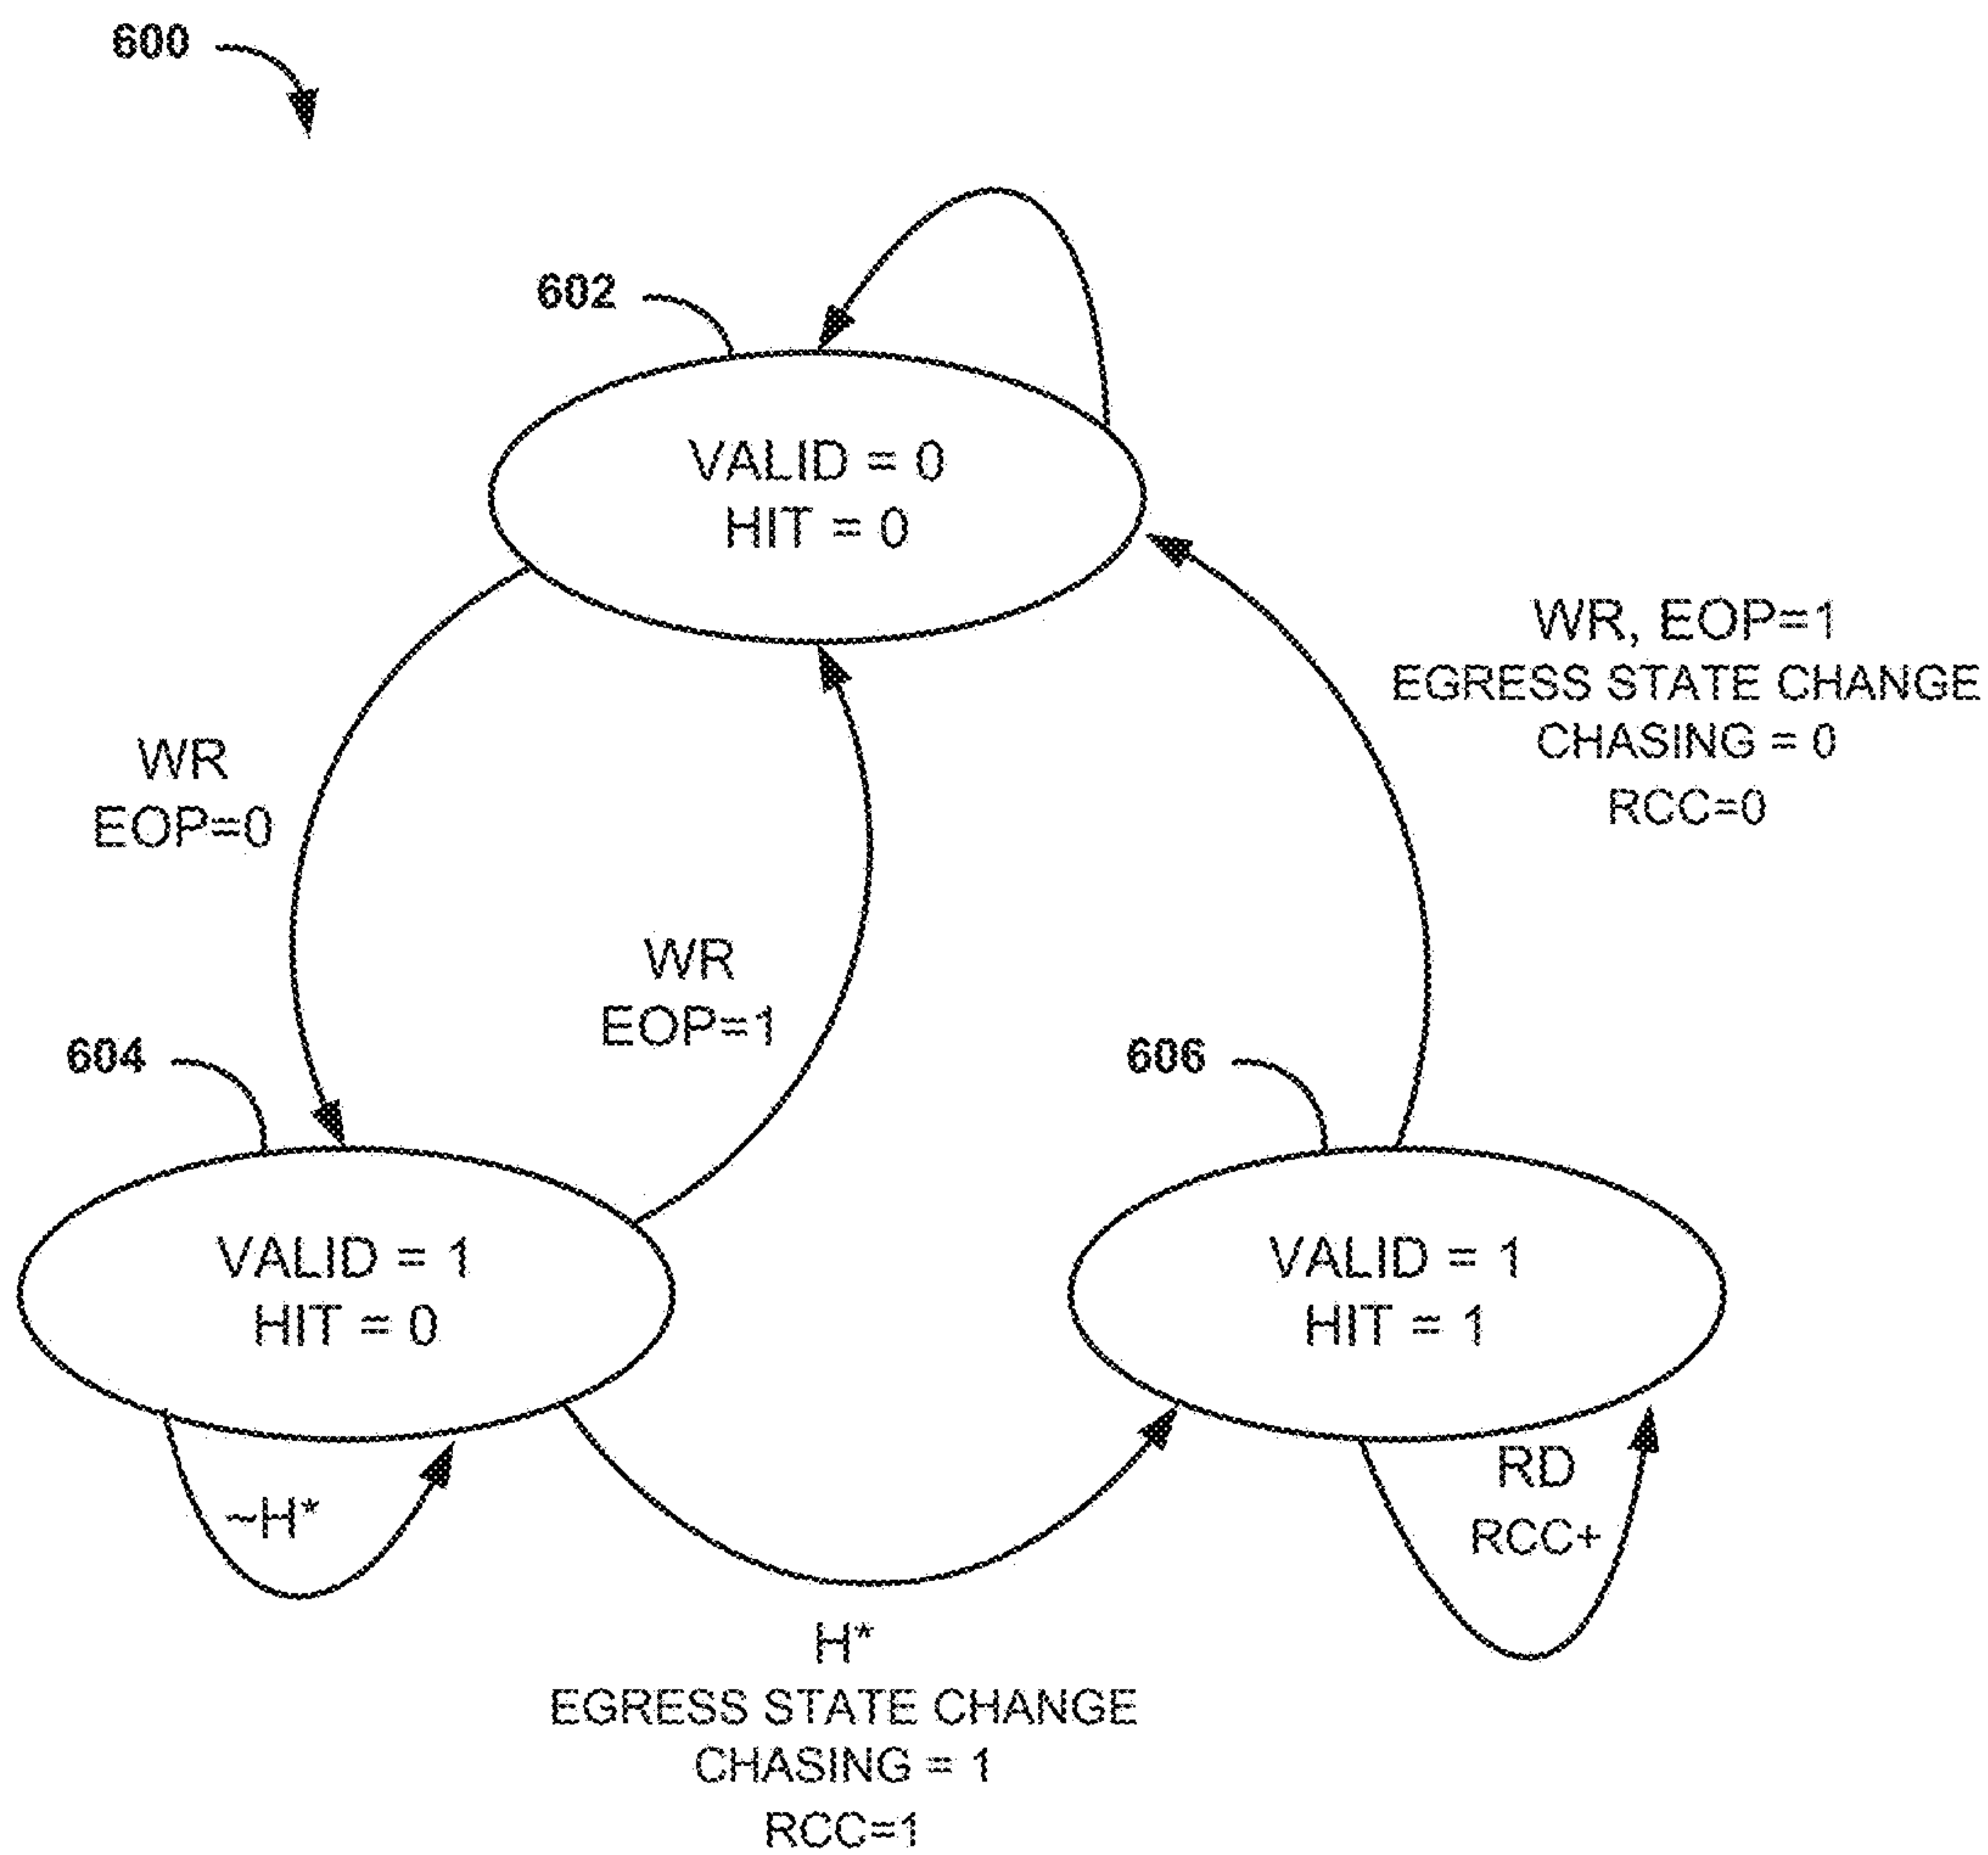 600
602
VALID = 0
HIT = 0
WR, EOP=1
EGRESS STATE CHANGE
CHASING = 0
RCC=0
WR
EOP=0
WR
EOP=1
604
606
VALID = 1
HIT = 0
VALID = 1
HIT = 1
~H*
RD
RCC+
H*
EGRESS STATE CHANGE
CHASING = 1
RCC=1